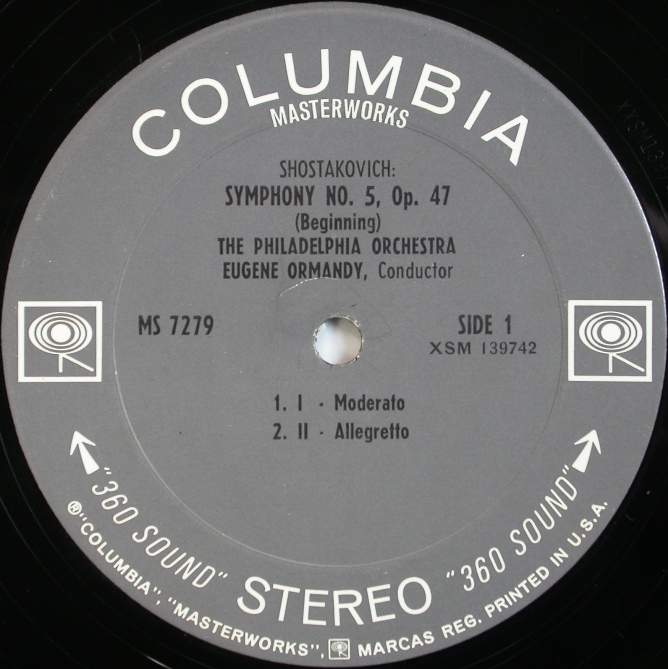 COLUMBIA
MASTERWORKS
SHOSTAKOVICH:
SYMPHONY NO. 5, Op. 47
(Beginning)
THE PHILADELPHIA ORCHESTRA
EUGENE ORMANDY, Conductor
MS 7279
SIDE 1
XSM 139742
1. I - Moderato
2. II - Allegretto
"360 SOUND" STEREO "360 SOUND"
®"COLUMBIA", "MASTERWORKS", MARCAS REG. PRINTED IN U.S.A.